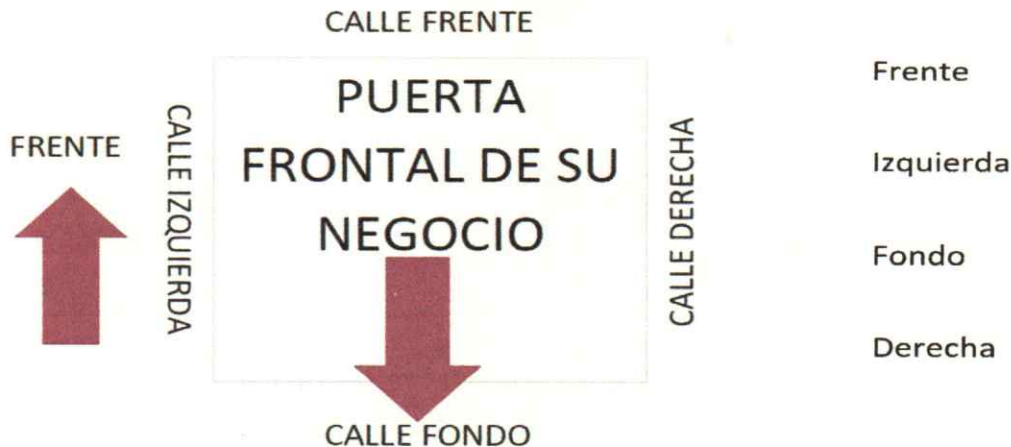 CALLE FRENTE
PUERTA
FRONTAL DE SU
NEGOCIO
FRENTE
CALLE IZQUIERDA
CALLE DERECHA
CALLE FONDO
Frente
Izquierda
Fondo
Derecha